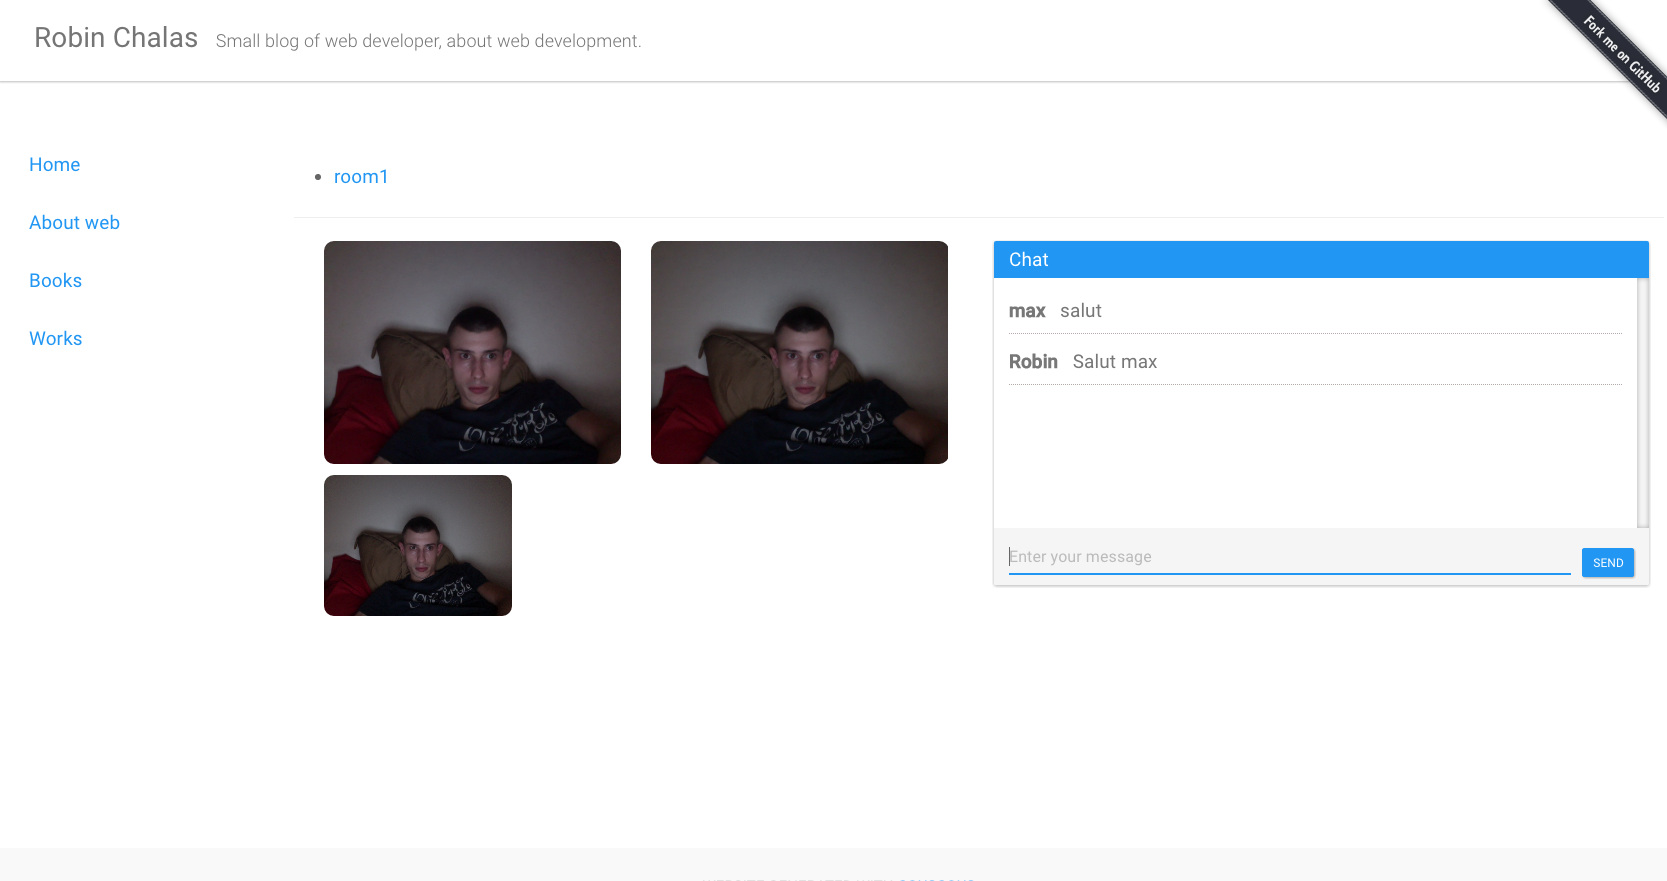 Robin Chalas Small blog of web developer, about web development.
Fork me on GitHub
Home
About web
Books
Works
room1
Chat
max salut
Robin Salut max
Enter your message
SEND